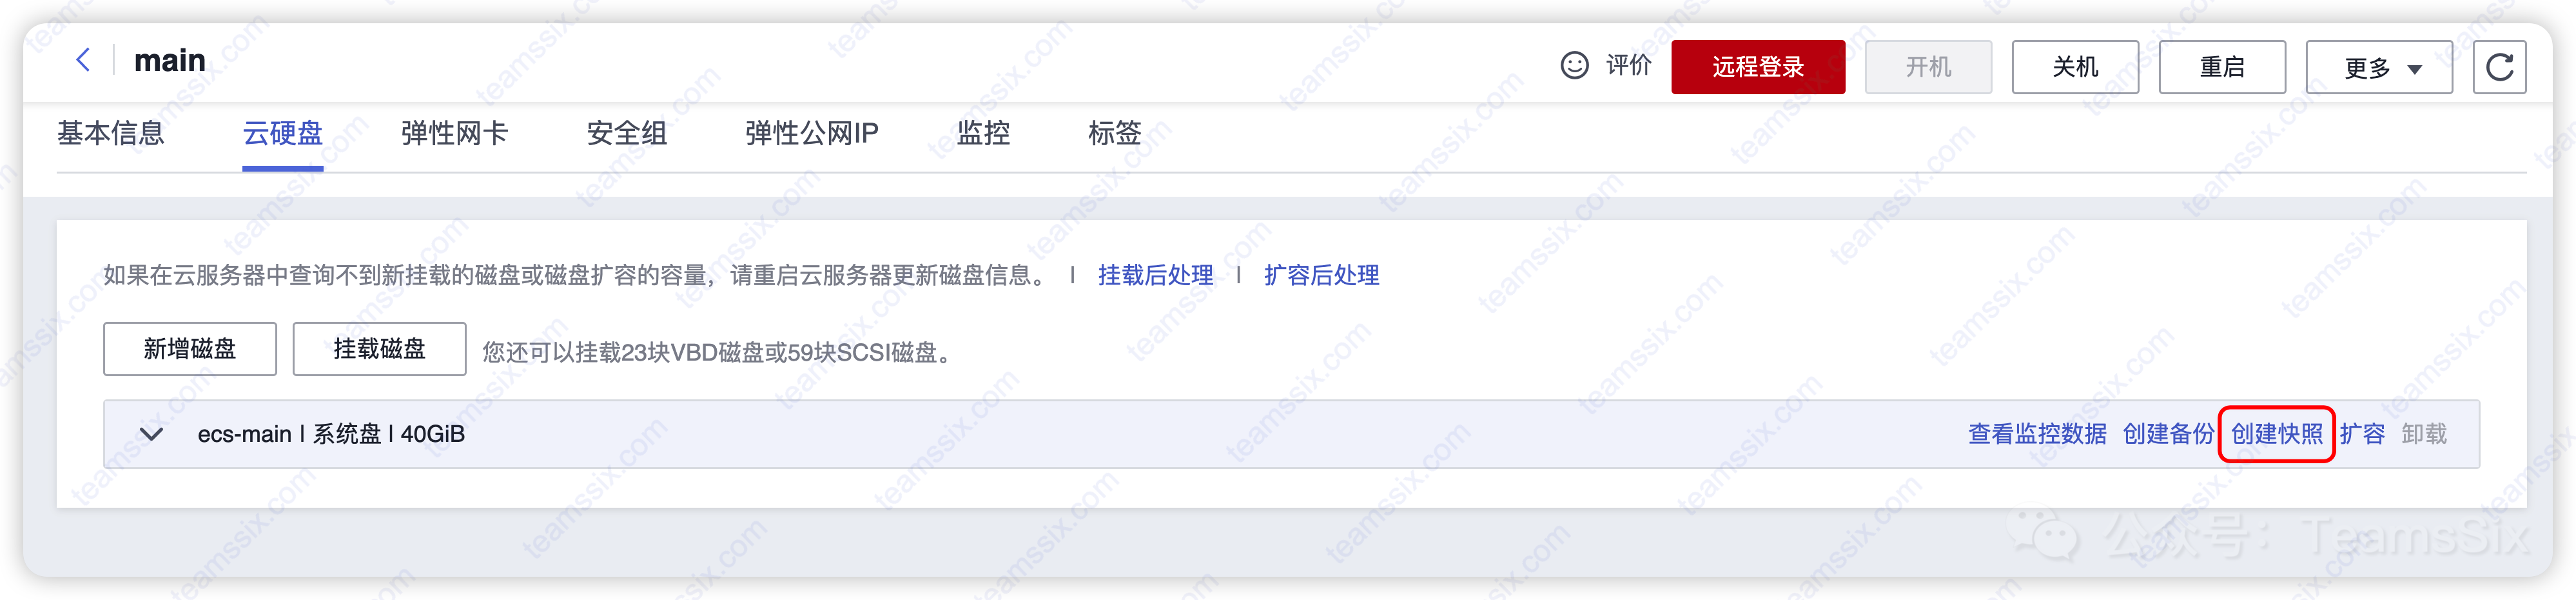 main 评价 远程登录 开机 关机 重启 更多
基本信息 云硬盘 弹性网卡 安全组 弹性公网IP 监控 标签
如果在云服务器中查询不到新挂载的磁盘或磁盘扩容的容量，请重启云服务器更新磁盘信息。 | 挂载后处理 | 扩容后处理
新增磁盘 挂载磁盘 您还可以挂载23块VBD磁盘或59块SCSI磁盘。
ecs-main | 系统盘 | 40GiB 查看监控数据 创建备份 创建快照 扩容 卸载
公众号：TeamsSix
teamssix.com